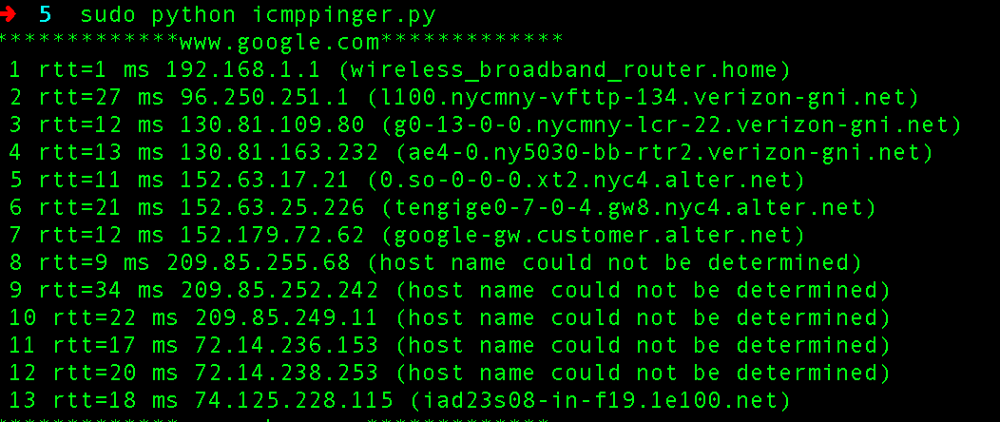 ➜ 5 sudo python icmppinger.py
*************www.google.com*************
1 rtt=1 ms 192.168.1.1 (wireless_broadband_router.home)
2 rtt=27 ms 96.250.251.1 (l100.nycmny-vfttp-134.verizon-gni.net)
3 rtt=12 ms 130.81.109.80 (g0-13-0-0.nycmny-lcr-22.verizon-gni.net)
4 rtt=13 ms 130.81.163.232 (ae4-0.ny5030-bb-rtr2.verizon-gni.net)
5 rtt=11 ms 152.63.17.21 (0.so-0-0-0.xt2.nyc4.alter.net)
6 rtt=21 ms 152.63.25.226 (tengige0-7-0-4.gw8.nyc4.alter.net)
7 rtt=12 ms 152.179.72.62 (google-gw.customer.alter.net)
8 rtt=9 ms 209.85.255.68 (host name could not be determined)
9 rtt=34 ms 209.85.252.242 (host name could not be determined)
10 rtt=22 ms 209.85.249.11 (host name could not be determined)
11 rtt=17 ms 72.14.236.153 (host name could not be determined)
12 rtt=20 ms 72.14.238.253 (host name could not be determined)
13 rtt=18 ms 74.125.228.115 (iad23s08-in-f19.1e100.net)